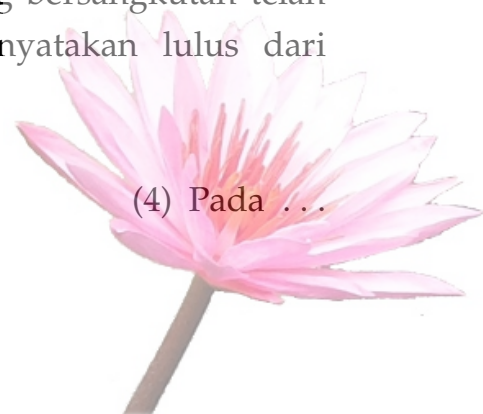 bersangkutan telah
nyatakan lulus dari
(4) Pada . . .